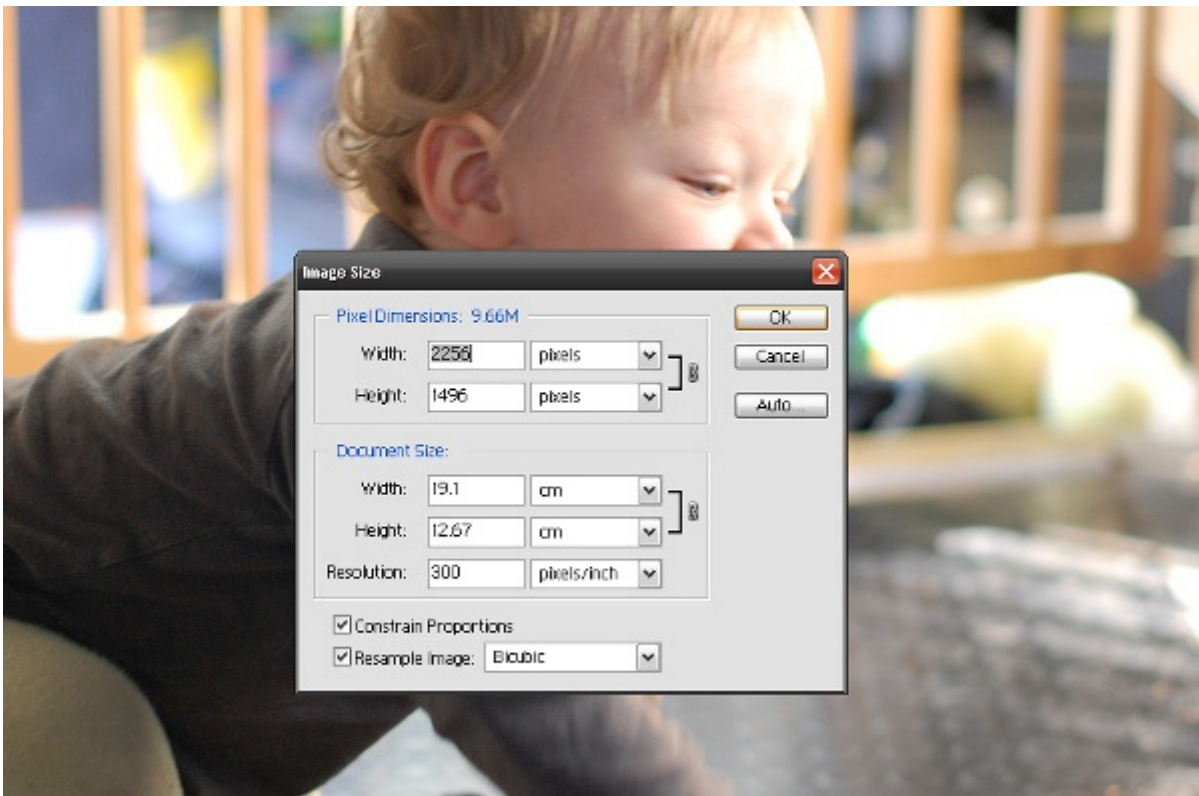 Image Size
Pixel Dimensions: 9.66M
OK
Width: 2256 pixels
Cancel
Height: 1496 pixels
Auto...
Document Size:
Width: 19.1 cm
Height: 12.67 cm
Resolution: 300 pixels/inch
Constrain Proportions
Resample Image: Bicubic